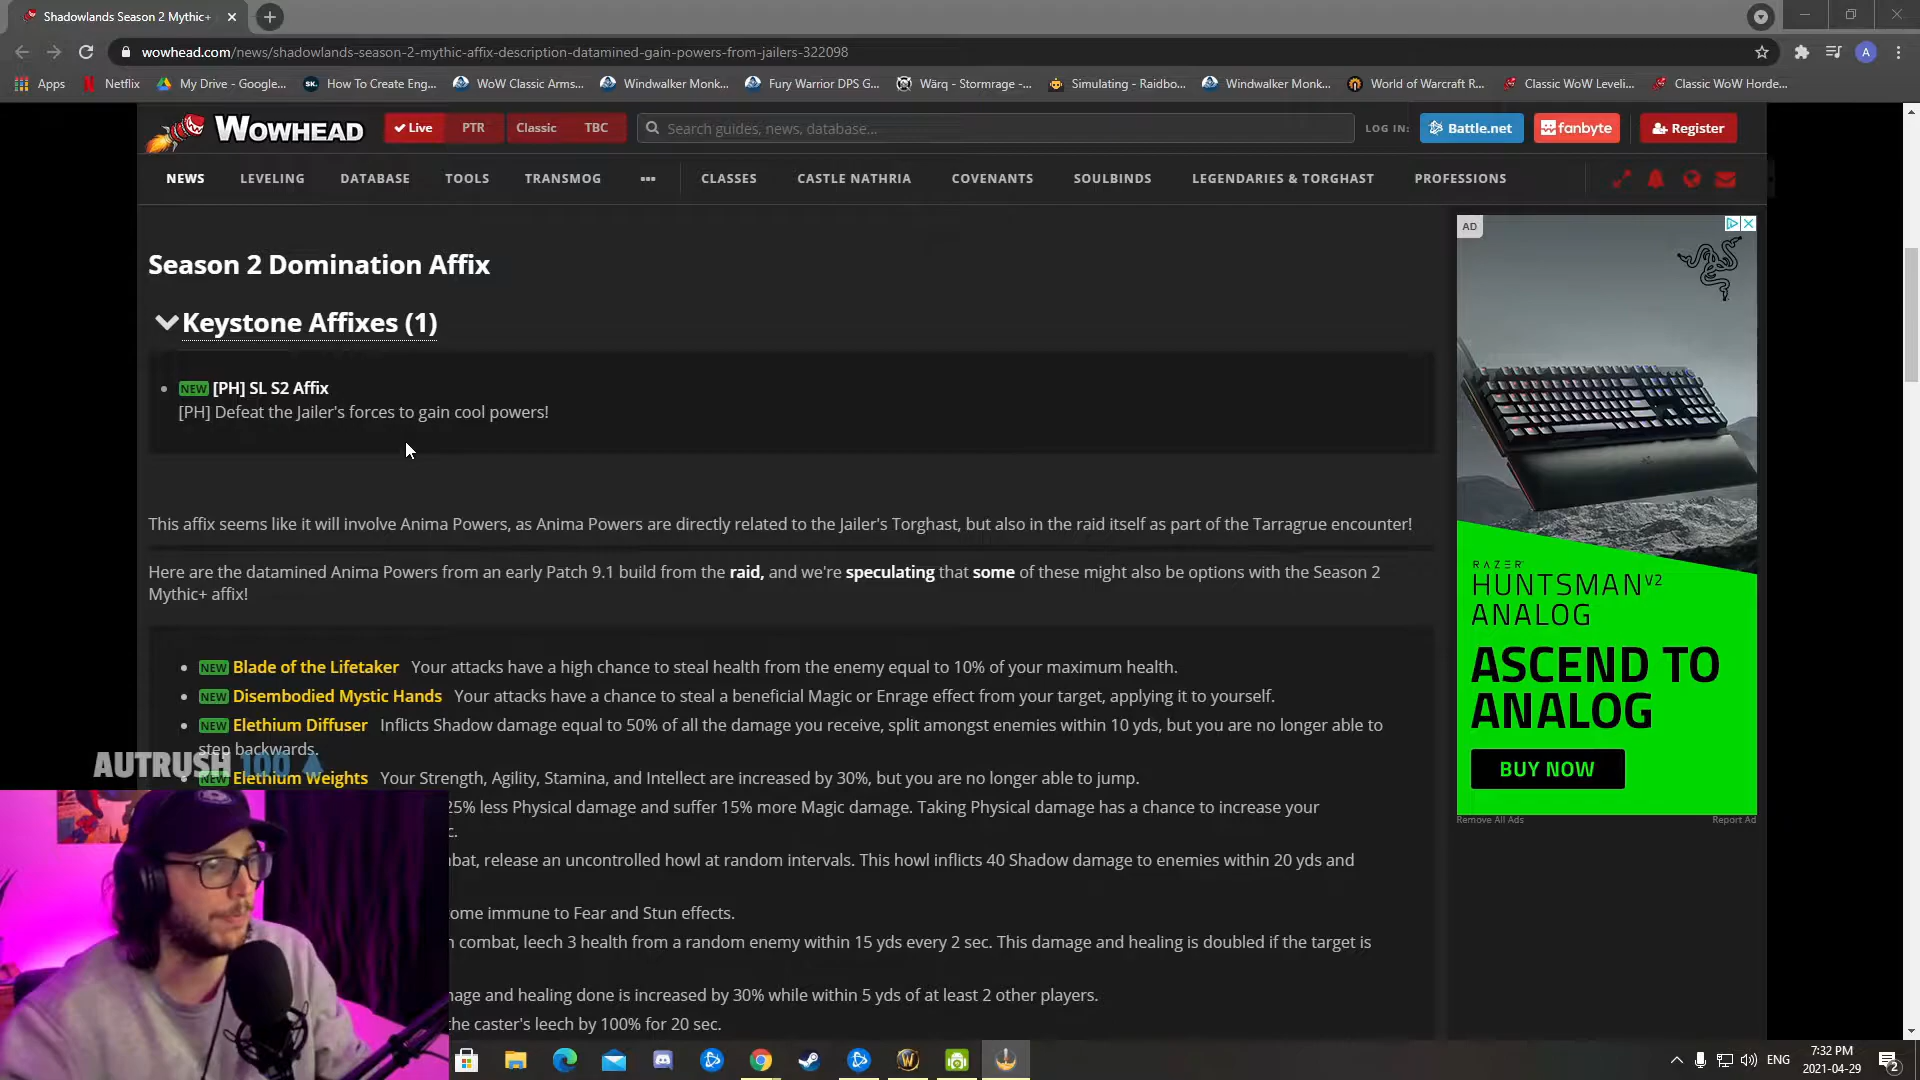 Shadowlands Season 2 Mythic+
wowhead.com/news/shadowlands-season-2-mythic-affix-description-datamined-gain-powers-from-jailers-322098
Apps Netflix My Drive - Google... How To Create Eng... WoW Classic Arms... Windwalker Monk... Fury Warrior DPS G... Wärq - Stormrage -... Simulating - Raidbo... Windwalker Monk... World of Warcraft R... Classic WoW Leveli... Classic WoW Horde...
WOWHEAD Live PTR Classic TBC Search guides, news, database... LOG IN: Battle.net fanbyte Register
NEWS LEVELING DATABASE TOOLS TRANSMOG ••• CLASSES CASTLE NATHRIA COVENANTS SOULBINDS LEGENDARIES & TORGHAST PROFESSIONS
Season 2 Domination Affix
Keystone Affixes (1)
NEW [PH] SL S2 Affix
[PH] Defeat the Jailer's forces to gain cool powers!
This affix seems like it will involve Anima Powers, as Anima Powers are directly related to the Jailer's Torghast, but also in the raid itself as part of the Tarragrue encounter!
Here are the datamined Anima Powers from an early Patch 9.1 build from the raid, and we're speculating that some of these might also be options with the Season 2
Mythic+ affix!
NEW Blade of the Lifetaker Your attacks have a high chance to steal health from the enemy equal to 10% of your maximum health.
NEW Disembodied Mystic Hands Your attacks have a chance to steal a beneficial Magic or Enrage effect from your target, applying it to yourself.
NEW Elethium Diffuser Inflicts Shadow damage equal to 50% of all the damage you receive, split amongst enemies within 10 yds, but you are no longer able to
step backwards.
AUTRUSH 100
NEW Elethium Weights Your Strength, Agility, Stamina, and Intellect are increased by 30%, but you are no longer able to jump.
25% less Physical damage and suffer 15% more Magic damage. Taking Physical damage has a chance to increase your
c.
bat, release an uncontrolled howl at random intervals. This howl inflicts 40 Shadow damage to enemies within 20 yds and
ome immune to Fear and Stun effects.
n combat, leech 3 health from a random enemy within 15 yds every 2 sec. This damage and healing is doubled if the target is
age and healing done is increased by 30% while within 5 yds of at least 2 other players.
the caster's leech by 100% for 20 sec.
AD
RAZER
HUNTSMAN V2
ANALOG
ASCEND TO
ANALOG
BUY NOW
Remove All Ads Report Ad
ENG
7:32 PM
2021-04-29
2